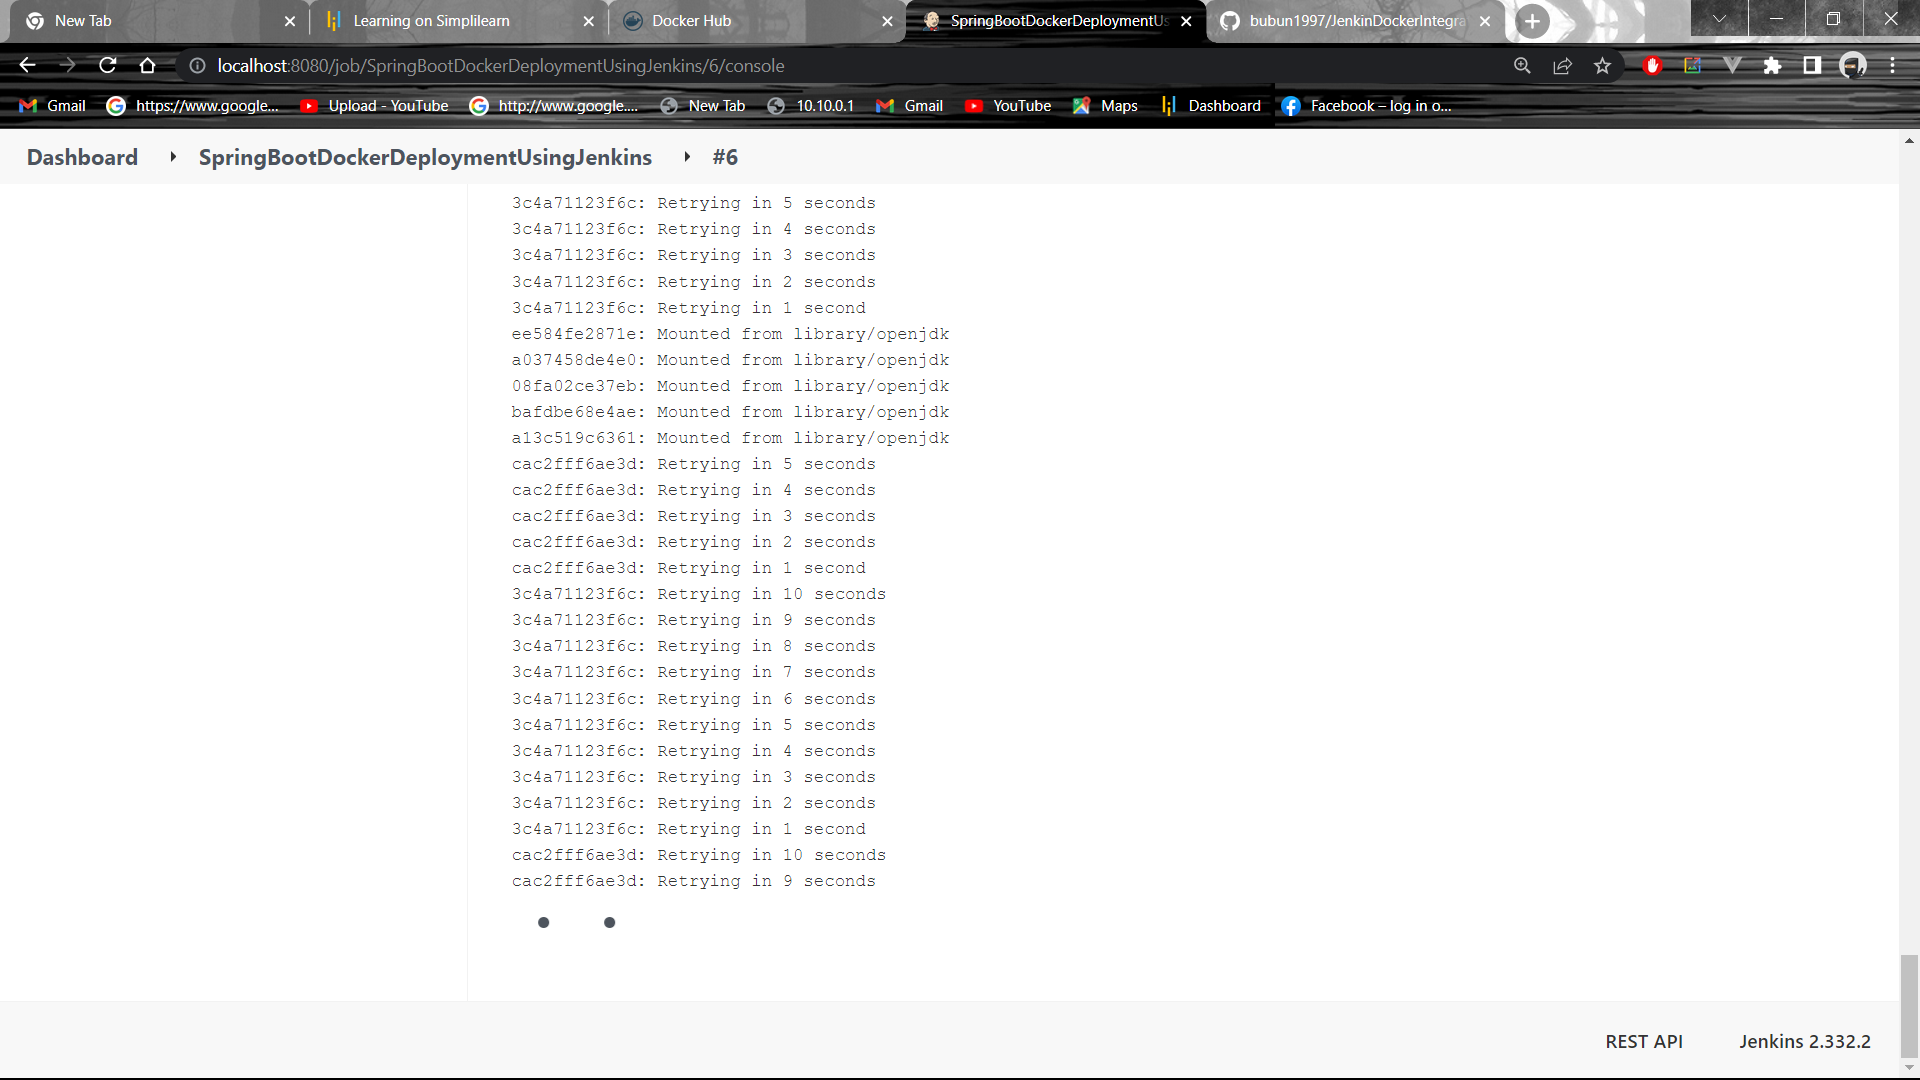 New Tab
Learning on Simplilearn
Docker Hub
SpringBootDockerDeploymentUs
bubun1997/JenkinDockerIntegra
localhost:8080/job/SpringBootDockerDeploymentUsingJenkins/6/console
Gmail
https://www.google...
Upload - YouTube
http://www.google....
New Tab
10.10.0.1
Gmail
YouTube
Maps
Dashboard
Facebook – log in o...
Dashboard
SpringBootDockerDeploymentUsingJenkins
#6
3c4a71123f6c: Retrying in 5 seconds
3c4a71123f6c: Retrying in 4 seconds
3c4a71123f6c: Retrying in 3 seconds
3c4a71123f6c: Retrying in 2 seconds
3c4a71123f6c: Retrying in 1 second
ee584fe2871e: Mounted from library/openjdk
a037458de4e0: Mounted from library/openjdk
08fa02ce37eb: Mounted from library/openjdk
bafdbe68e4ae: Mounted from library/openjdk
a13c519c6361: Mounted from library/openjdk
cac2fff6ae3d: Retrying in 5 seconds
cac2fff6ae3d: Retrying in 4 seconds
cac2fff6ae3d: Retrying in 3 seconds
cac2fff6ae3d: Retrying in 2 seconds
cac2fff6ae3d: Retrying in 1 second
3c4a71123f6c: Retrying in 10 seconds
3c4a71123f6c: Retrying in 9 seconds
3c4a71123f6c: Retrying in 8 seconds
3c4a71123f6c: Retrying in 7 seconds
3c4a71123f6c: Retrying in 6 seconds
3c4a71123f6c: Retrying in 5 seconds
3c4a71123f6c: Retrying in 4 seconds
3c4a71123f6c: Retrying in 3 seconds
3c4a71123f6c: Retrying in 2 seconds
3c4a71123f6c: Retrying in 1 second
cac2fff6ae3d: Retrying in 10 seconds
cac2fff6ae3d: Retrying in 9 seconds
REST API
Jenkins 2.332.2